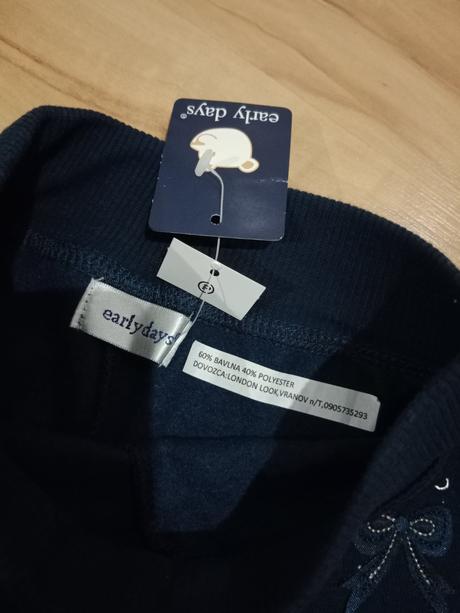 early days®
earlydays®
60% BAVLNA 40% POLYESTER
DOVOZCA:LONDON LOOK,VRANOV n/T,0905735293